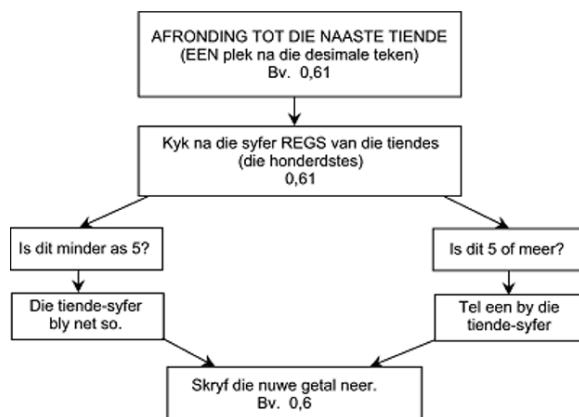 AFRONDING TOT DIE NAASTE TIENDE
(EEN plek na die desimale teken)
Bv. 0,61
Kyk na die syfer REGS van die tiendes
(die honderdstes)
0,61
Is dit minder as 5?
Is dit 5 of meer?
Die tiende-syfer
bly net so.
Tel een by die
tiende-syfer
Skryf die nuwe getal neer.
Bv. 0,6